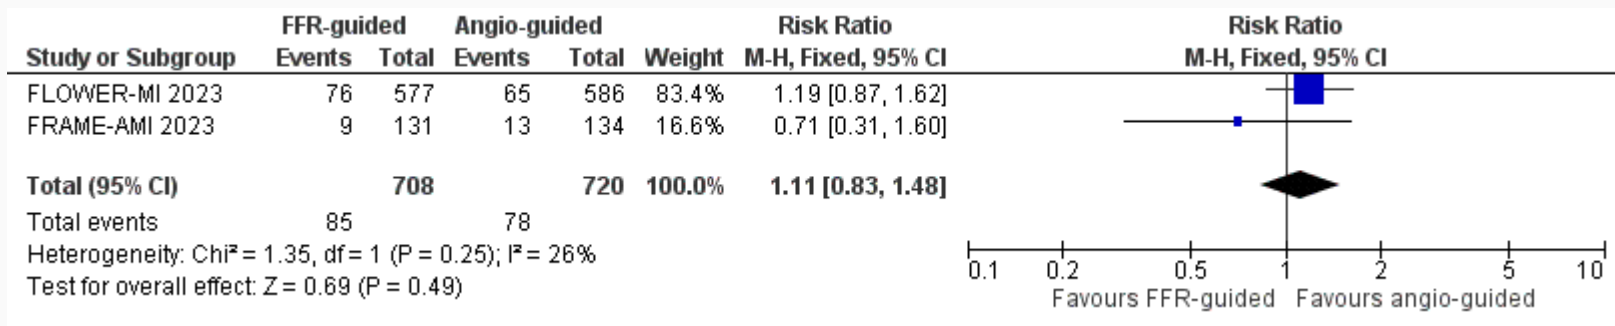 FFR-guided Angio-guided Risk Ratio Risk Ratio
Study or Subgroup Events Total Events Total Weight M-H, Fixed, 95% CI M-H, Fixed, 95% CI
FLOWER-MI 2023 76 577 65 586 83.4% 1.19 [0.87, 1.62]
FRAME-AMI 2023 9 131 13 134 16.6% 0.71 [0.31, 1.60]
Total (95% CI) 708 720 100.0% 1.11 [0.83, 1.48]
Total events 85 78
Heterogeneity: Chi² = 1.35, df = 1 (P = 0.25); I² = 26%
Test for overall effect: Z = 0.69 (P = 0.49)
0.1 0.2 0.5 1 2 5 10
Favours FFR-guided Favours angio-guided